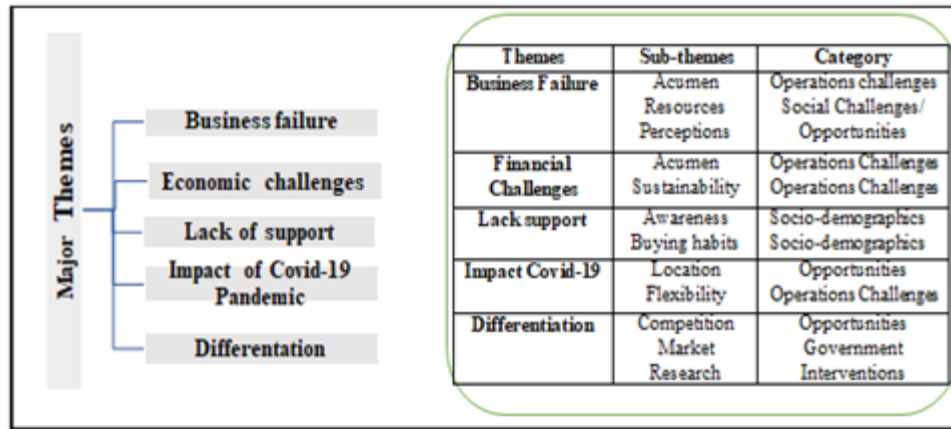 Major Themes
Business failure
Economic challenges
Lack of support
Impact of Covid-19
Pandemic
Differentation
Themes Sub-themes Category
Business Failure Acumen Operations challenges
Resources Social Challenges/
Perceptions Opportunities
Financial Acumen Operations Challenges
Challenges Sustainability Operations Challenges
Lack support Awareness Socio-demographics
Buying habits Socio-demographics
Impact Covid-19 Location Opportunities
Flexibility Operations Challenges
Differentiation Competition Opportunities
Market Government
Research Interventions